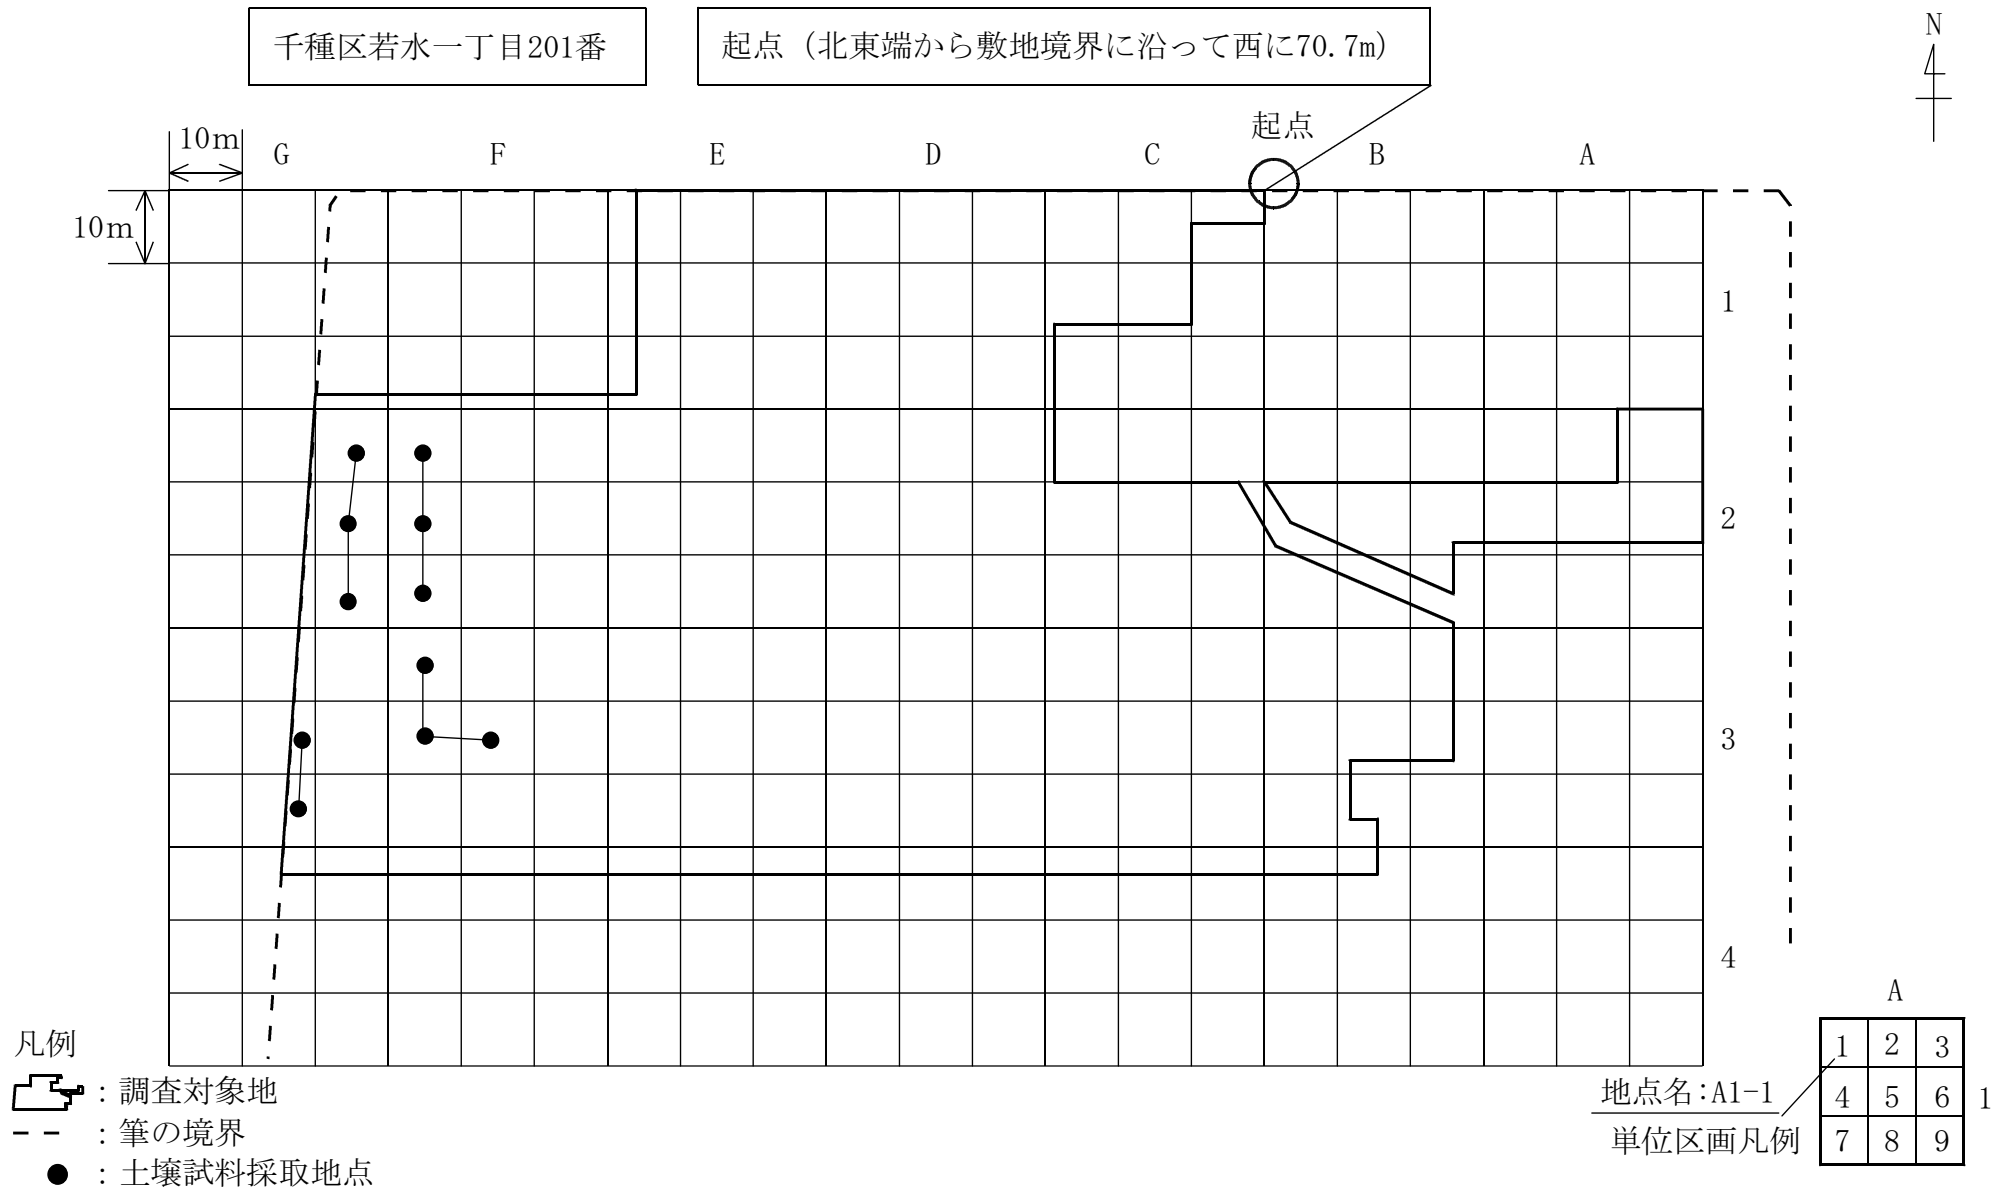 千種区若水一丁目201番
起点（北東端から敷地境界に沿って西に70.7m）
N
起点
10m
G F E D C B A
10m
1
2
3
4
凡例
：調査対象地
：筆の境界
：土壌試料採取地点
A
1 2 3
4 5 6 1
7 8 9
地点名：A1-1
単位区画凡例